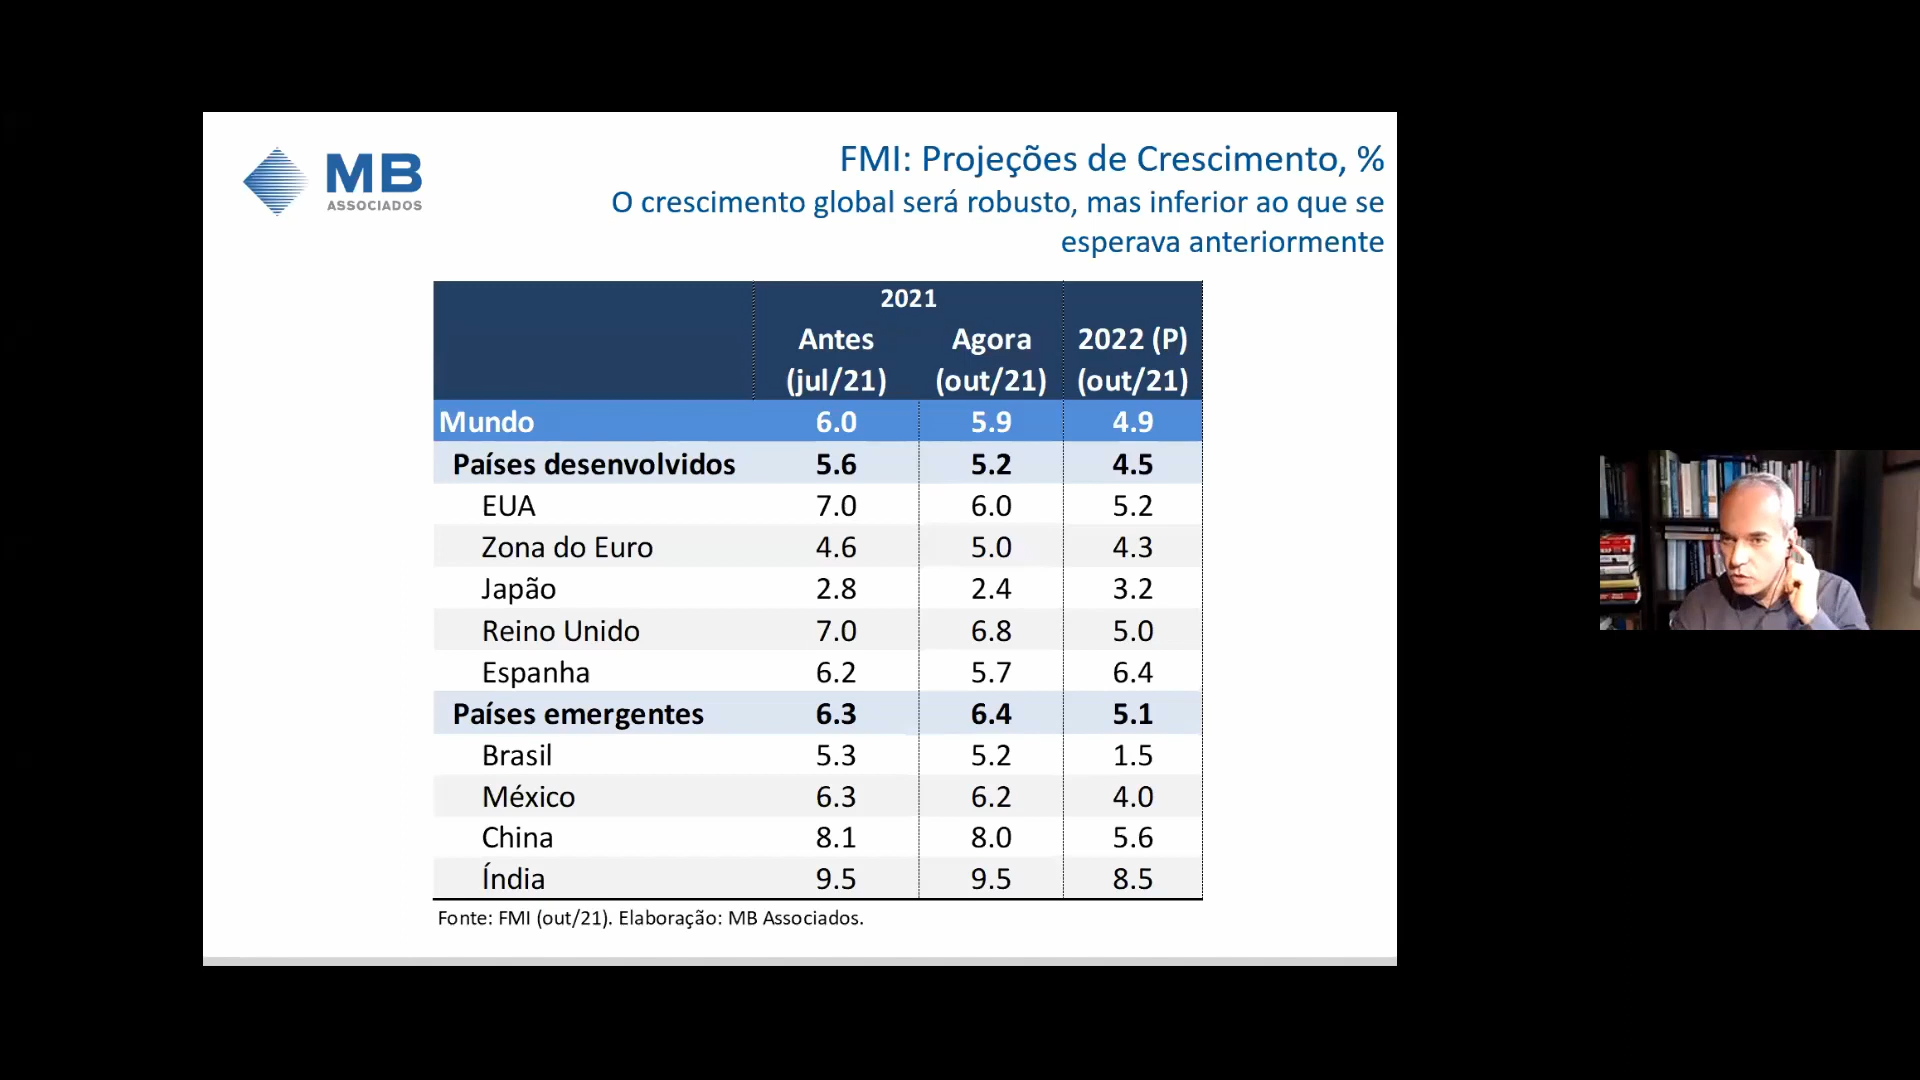 MB
ASSOCIADOS
FMI: Projeções de Crescimento, %
O crescimento global será robusto, mas inferior ao que se
esperava anteriormente
2021
Antes Agora 2022 (P)
(jul/21) (out/21) (out/21)
Mundo 6.0 5.9 4.9
Países desenvolvidos 5.6 5.2 4.5
EUA 7.0 6.0 5.2
Zona do Euro 4.6 5.0 4.3
Japão 2.8 2.4 3.2
Reino Unido 7.0 6.8 5.0
Espanha 6.2 5.7 6.4
Países emergentes 6.3 6.4 5.1
Brasil 5.3 5.2 1.5
México 6.3 6.2 4.0
China 8.1 8.0 5.6
Índia 9.5 9.5 8.5
Fonte: FMI (out/21). Elaboração: MB Associados.